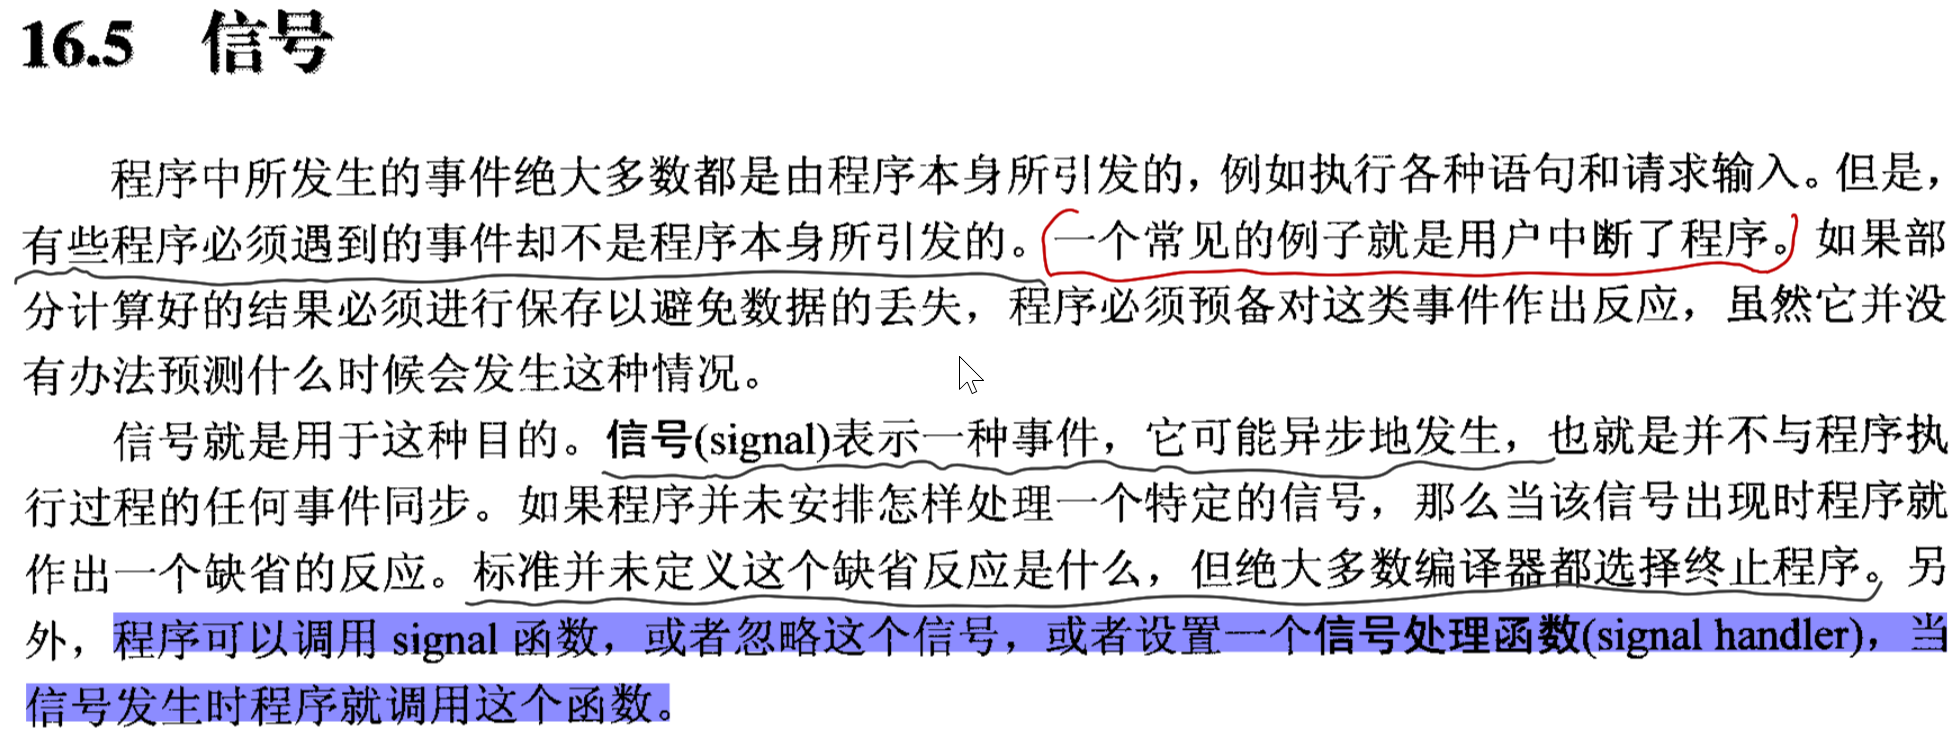 16.5 信号
程序中所发生的事件绝大多数都是由程序本身所引发的，例如执行各种语句和请求输入。但是，
有些程序必须遇到的事件却不是程序本身所引发的。一个常见的例子就是用户中断了程序。如果部
分计算好的结果必须进行保存以避免数据的丢失，程序必须预备对这类事件作出反应，虽然它并没
有办法预测什么时候会发生这种情况。
信号就是用于这种目的。信号(signal)表示一种事件，它可能异步地发生，也就是并不与程序执
行过程的任何事件同步。如果程序并未安排怎样处理一个特定的信号，那么当该信号出现时程序就
作出一个缺省的反应。标准并未定义这个缺省反应是什么，但绝大多数编译器都选择终止程序。另
外，程序可以调用 signal 函数，或者忽略这个信号，或者设置一个信号处理函数(signal handler)，当
信号发生时程序就调用这个函数。